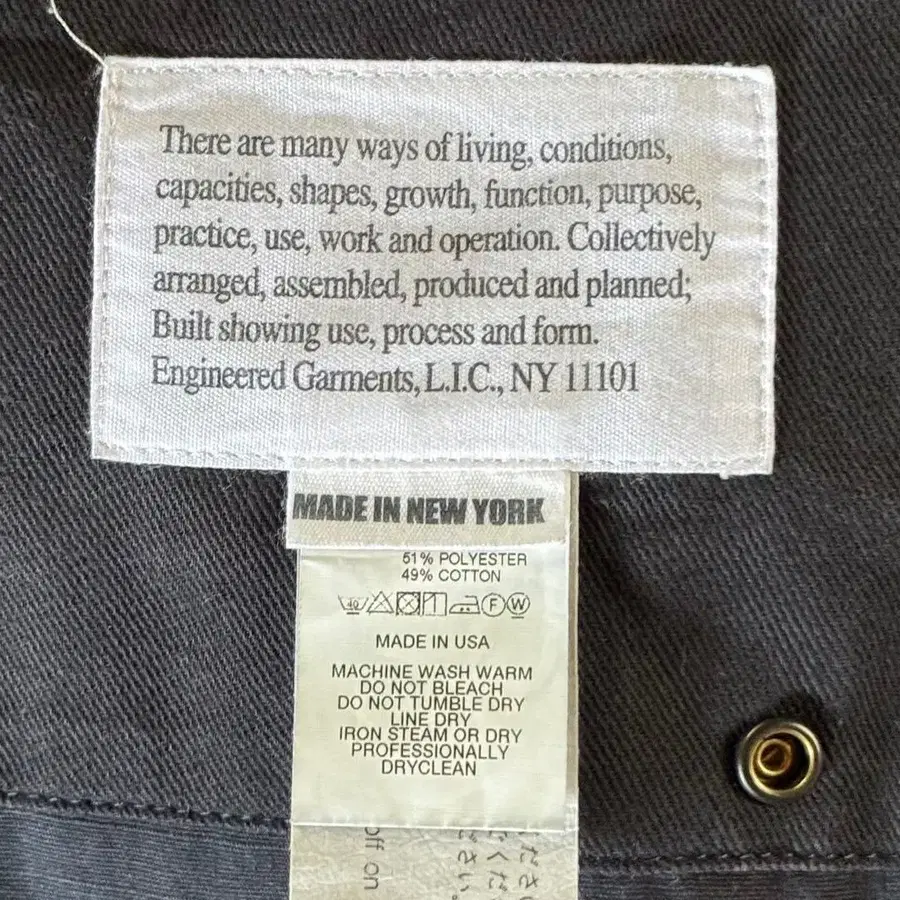 There are many ways of living, conditions,
capacities, shapes, growth, function, purpose,
practice, use, work and operation. Collectively
arranged, assembled, produced and planned;
Built showing use, process and form.
Engineered Garments, L.I.C., NY 11101
MADE IN NEW YORK
51% POLYESTER
49% COTTON
40 F W
MADE IN USA
MACHINE WASH WARM
DO NOT BLEACH
DO NOT TUMBLE DRY
LINE DRY
IRON STEAM OR DRY
PROFESSIONALLY
DRYCLEAN
off on